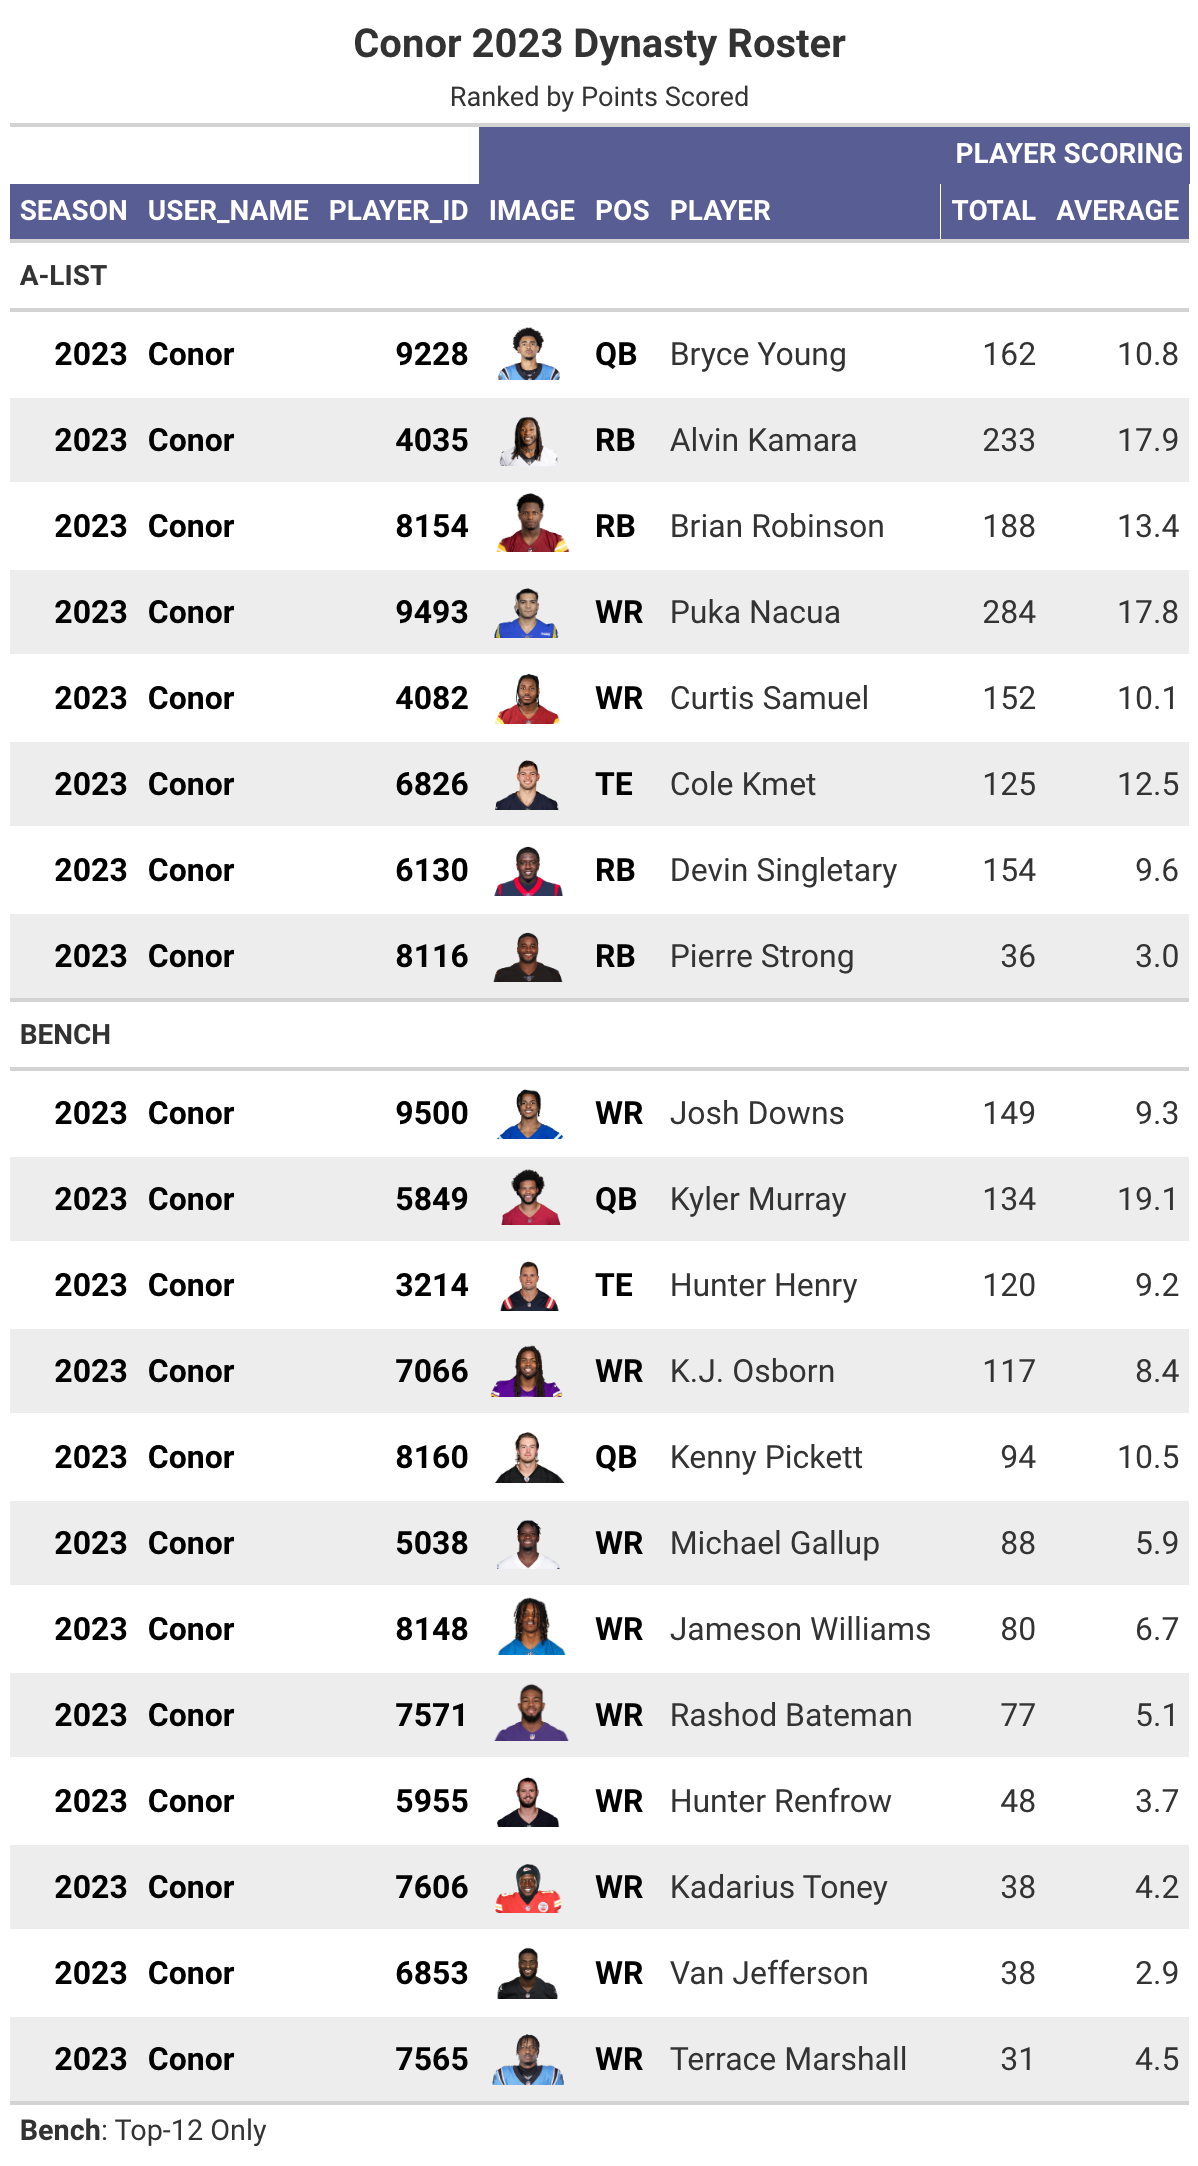 Conor 2023 Dynasty Roster
Ranked by Points Scored
PLAYER SCORING
SEASON USER_NAME PLAYER_ID IMAGE POS PLAYER TOTAL AVERAGE
A-LIST
2023 Conor 9228 QB Bryce Young 162 10.8
2023 Conor 4035 RB Alvin Kamara 233 17.9
2023 Conor 8154 RB Brian Robinson 188 13.4
2023 Conor 9493 WR Puka Nacua 284 17.8
2023 Conor 4082 WR Curtis Samuel 152 10.1
2023 Conor 6826 TE Cole Kmet 125 12.5
2023 Conor 6130 RB Devin Singletary 154 9.6
2023 Conor 8116 RB Pierre Strong 36 3.0
BENCH
2023 Conor 9500 WR Josh Downs 149 9.3
2023 Conor 5849 QB Kyler Murray 134 19.1
2023 Conor 3214 TE Hunter Henry 120 9.2
2023 Conor 7066 WR K.J. Osborn 117 8.4
2023 Conor 8160 QB Kenny Pickett 94 10.5
2023 Conor 5038 WR Michael Gallup 88 5.9
2023 Conor 8148 WR Jameson Williams 80 6.7
2023 Conor 7571 WR Rashod Bateman 77 5.1
2023 Conor 5955 WR Hunter Renfrow 48 3.7
2023 Conor 7606 WR Kadarius Toney 38 4.2
2023 Conor 6853 WR Van Jefferson 38 2.9
2023 Conor 7565 WR Terrace Marshall 31 4.5
Bench: Top-12 Only